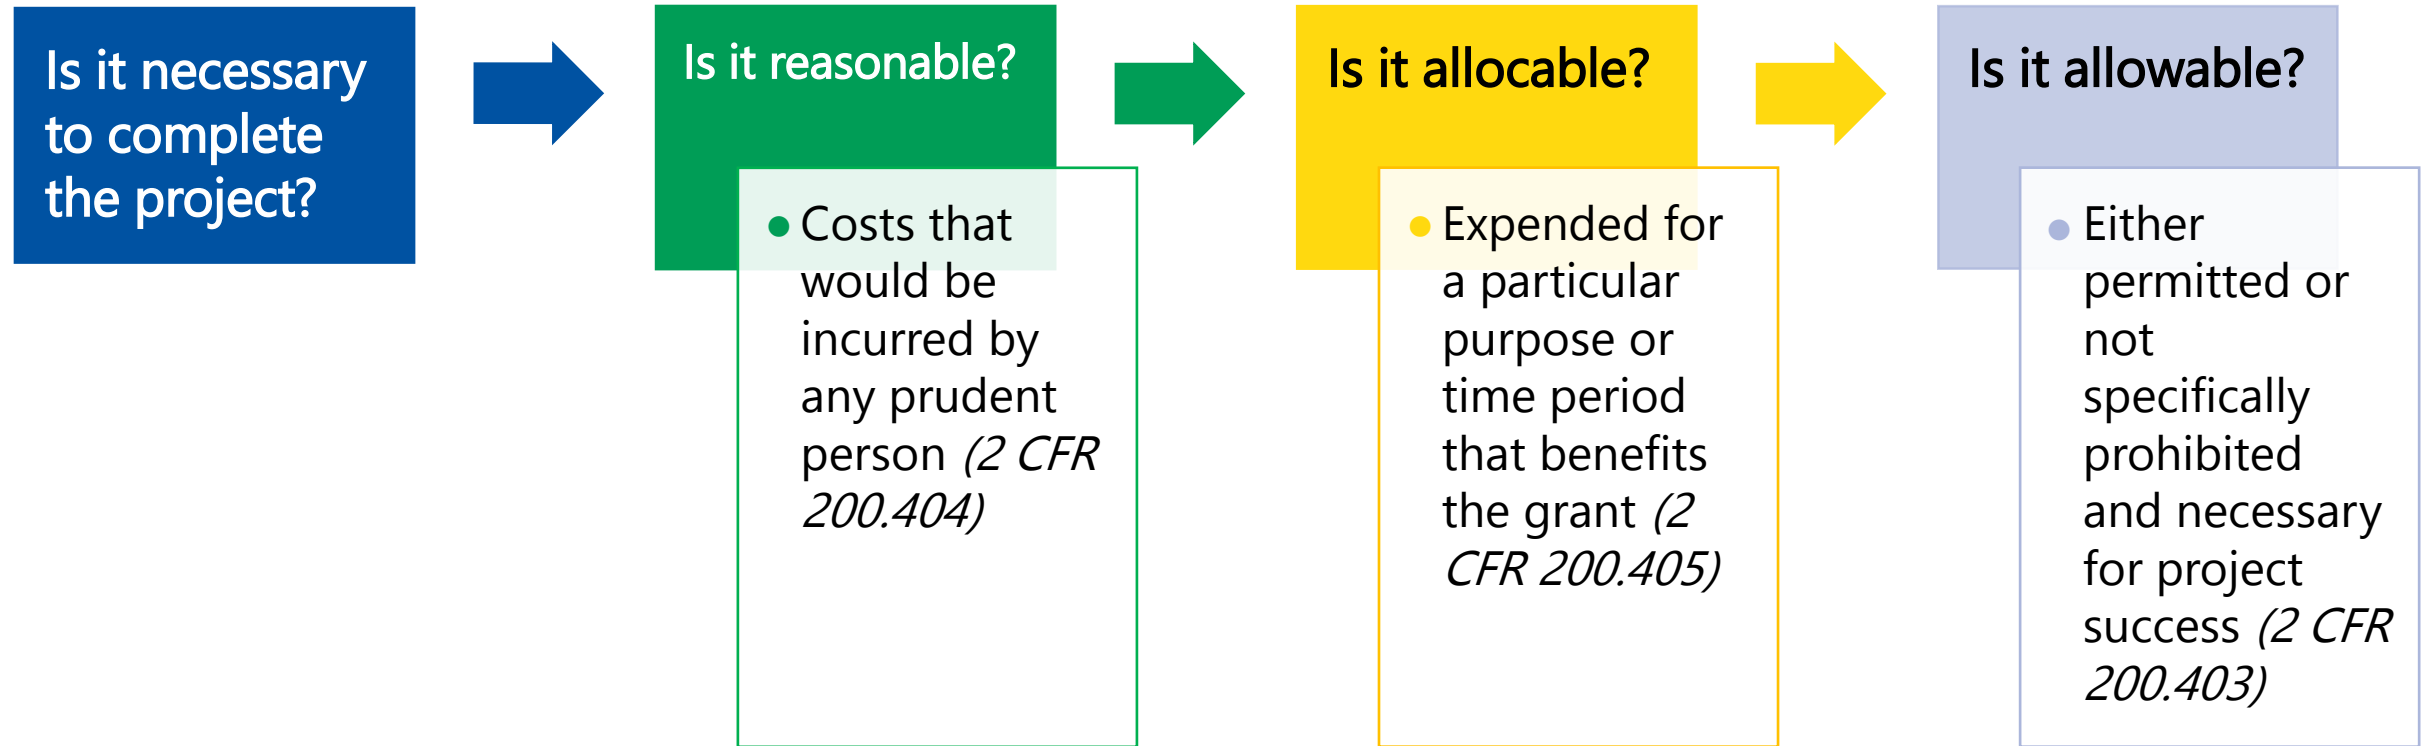 Is it necessary
to complete
the project?
Is it reasonable?
• Costs that
would be
incurred by
any prudent
person (2 CFR
200.404)
Is it allocable?
• Expended for
a particular
purpose or
time period
that benefits
the grant (2
CFR 200.405)
Is it allowable?
• Either
permitted or
not
specifically
prohibited
and necessary
for project
success (2 CFR
200.403)